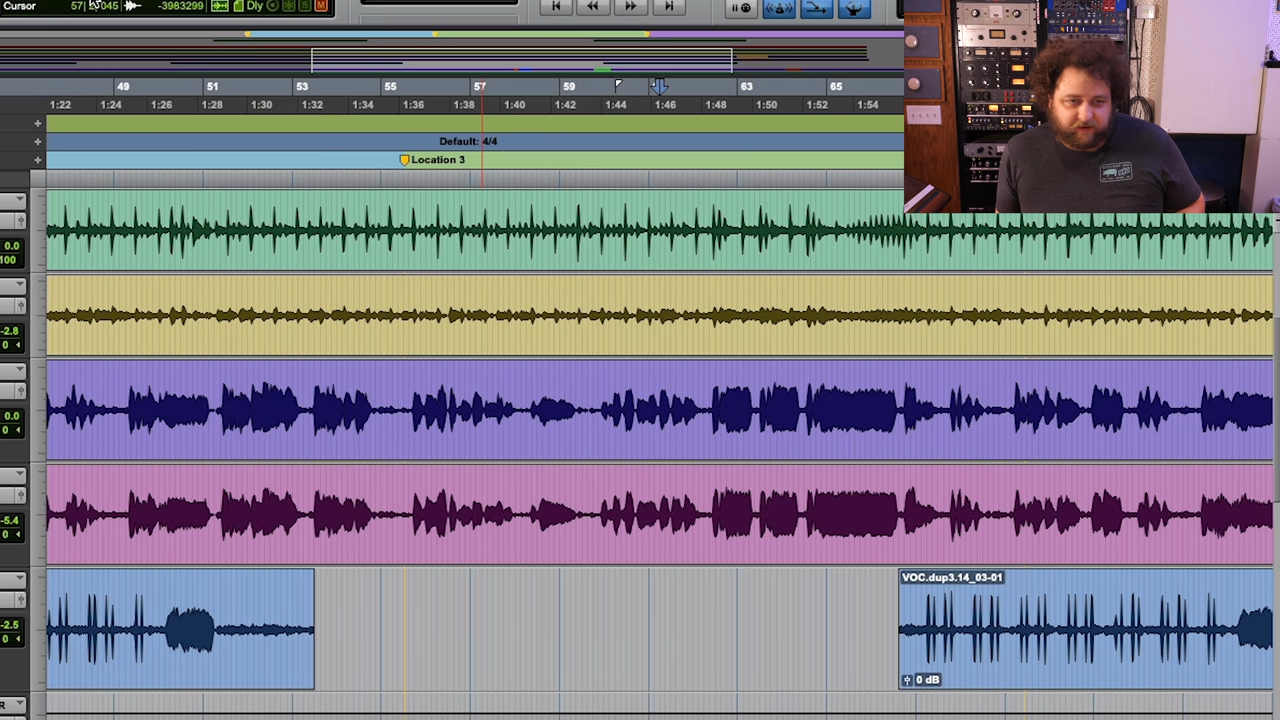 Cursor 57| 045 -3983299 Dly S M
49 51 53 55 57 59 63 65
1:22 1:24 1:26 1:28 1:30 1:32 1:34 1:36 1:38 1:40 1:42 1:44 1:46 1:48 1:50 1:52 1:54
Default: 4/4
Location 3
0.0
100
-2.8
0
0.0
0
-5.4
0
VOC.dup3.14_03-01
-2.5
0
0 dB
R